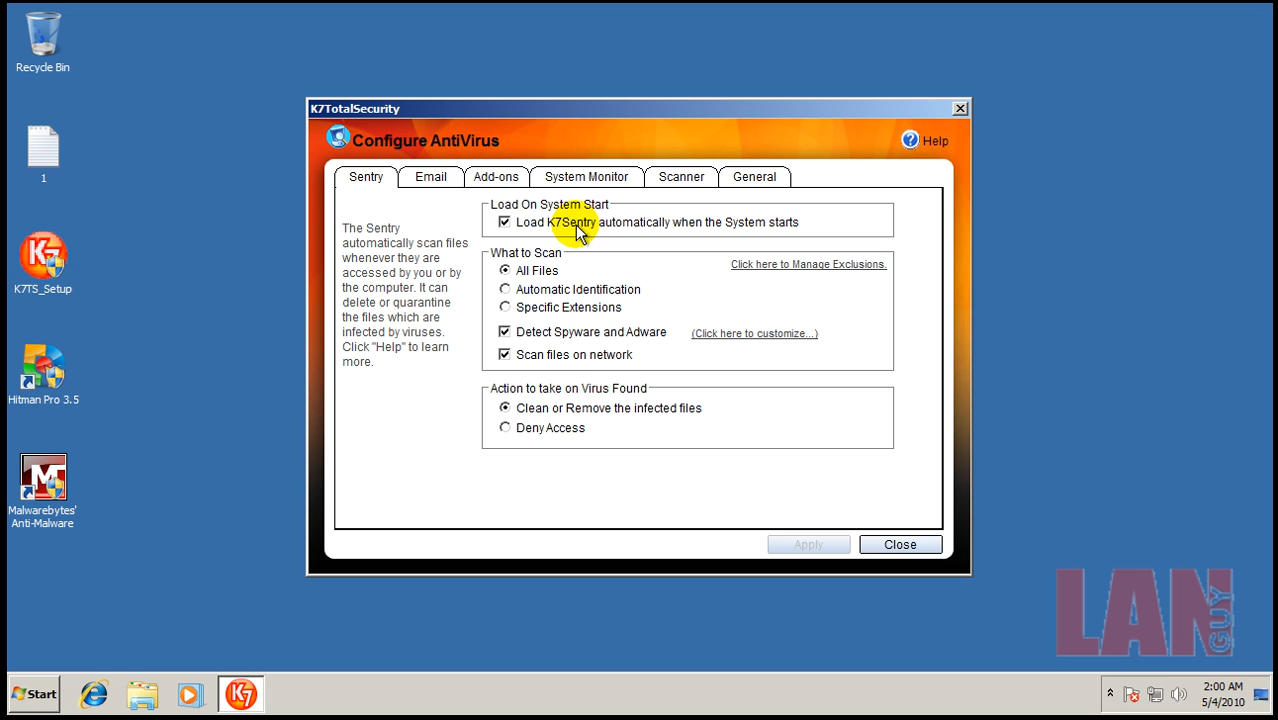 Recycle Bin
1
K7TS_Setup
Hitman Pro 3.5
Malwarebytes'
Anti-Malware
K7TotalSecurity
Configure AntiVirus
Help
Sentry
Email
Add-ons
System Monitor
Scanner
General
The Sentry
automatically scan files
whenever they are
accessed by you or by
the computer. It can
delete or quarantine
the files which are
infected by viruses.
Click "Help" to learn
more.
Load On System Start
Load K7Sentry automatically when the System starts
What to Scan
Click here to Manage Exclusions.
All Files
Automatic Identification
Specific Extensions
Detect Spyware and Adware
(Click here to customize...)
Scan files on network
Action to take on Virus Found
Clean or Remove the infected files
Deny Access
Apply
Close
LAN GUY
Start
K7
2:00 AM
5/4/2010